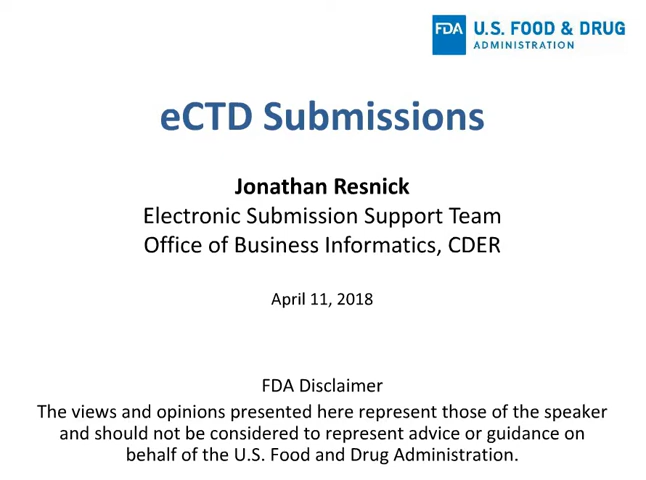 FDA
U.S. FOOD & DRUG
ADMINISTRATION
eCTD Submissions
Jonathan Resnick
Electronic Submission Support Team
Office of Business Informatics, CDER
April 11, 2018
FDA Disclaimer
The views and opinions presented here represent those of the speaker
and should not be considered to represent advice or guidance on
behalf of the U.S. Food and Drug Administration.